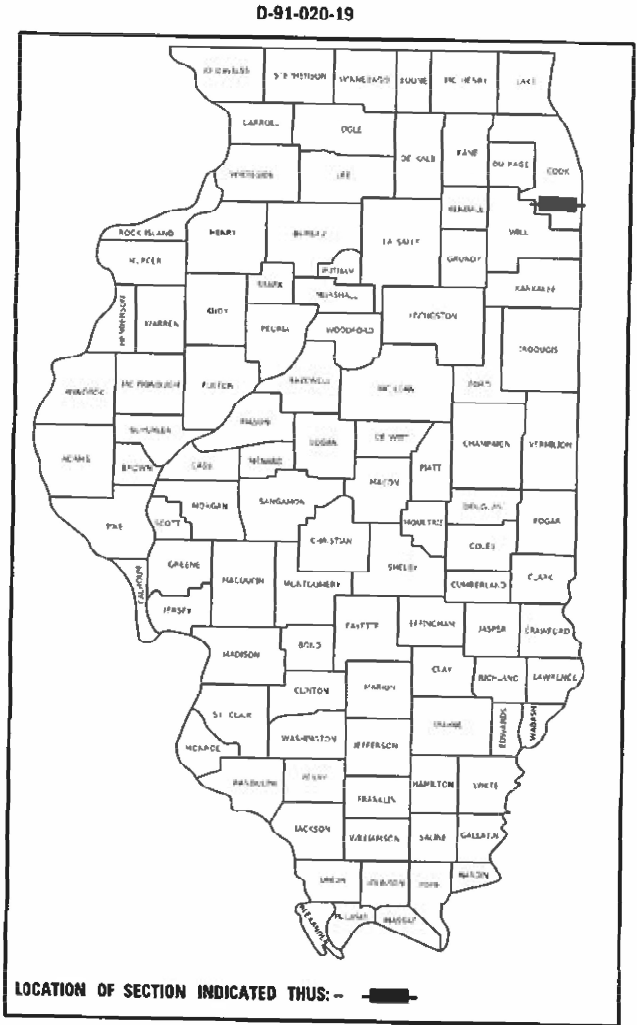 D-91-020-19
JO DAVIESS STEPHENSON WINNEBAGO BOONE MC HENRY LAKE
CARROLL OGLE
DE KALB KANE DU PAGE COOK
WHITESIDE LEE
KENDALL WILL
ROCK ISLAND HENRY BUREAU LA SALLE GRUNDY
MERCER PUTNAM KANKAKEE
STARK MARSHALL
HENDERSON WARREN KNOX PEORIA WOODFORD LIVINGSTON IROQUOIS
HANCOCK MC DONOUGH FULTON TAZEWELL MC LEAN FORD
SCHUYLER MASON LOGAN DE WITT CHAMPAIGN VERMILION
ADAMS BROWN CASS MENARD PIATT
MACON
PIKE SCOTT MORGAN SANGAMON MOULTRIE DOUGLAS EDGAR
CHRISTIAN COLES
CALHOUN GREENE MACOUPIN MONTGOMERY SHELBY CUMBERLAND CLARK
JERSEY
FAYETTE EFFINGHAM JASPER CRAWFORD
MADISON BOND
CLAY RICHLAND LAWRENCE
CLINTON MARION
ST. CLAIR WAYNE EDWARDS WABASH
MONROE WASHINGTON JEFFERSON
RANDOLPH PERRY HAMILTON WHITE
FRANKLIN
JACKSON WILLIAMSON SALINE GALLATIN
UNION JOHNSON POPE HARDIN
ALEXANDER PULASKI MASSAC
LOCATION OF SECTION INDICATED THUS: -